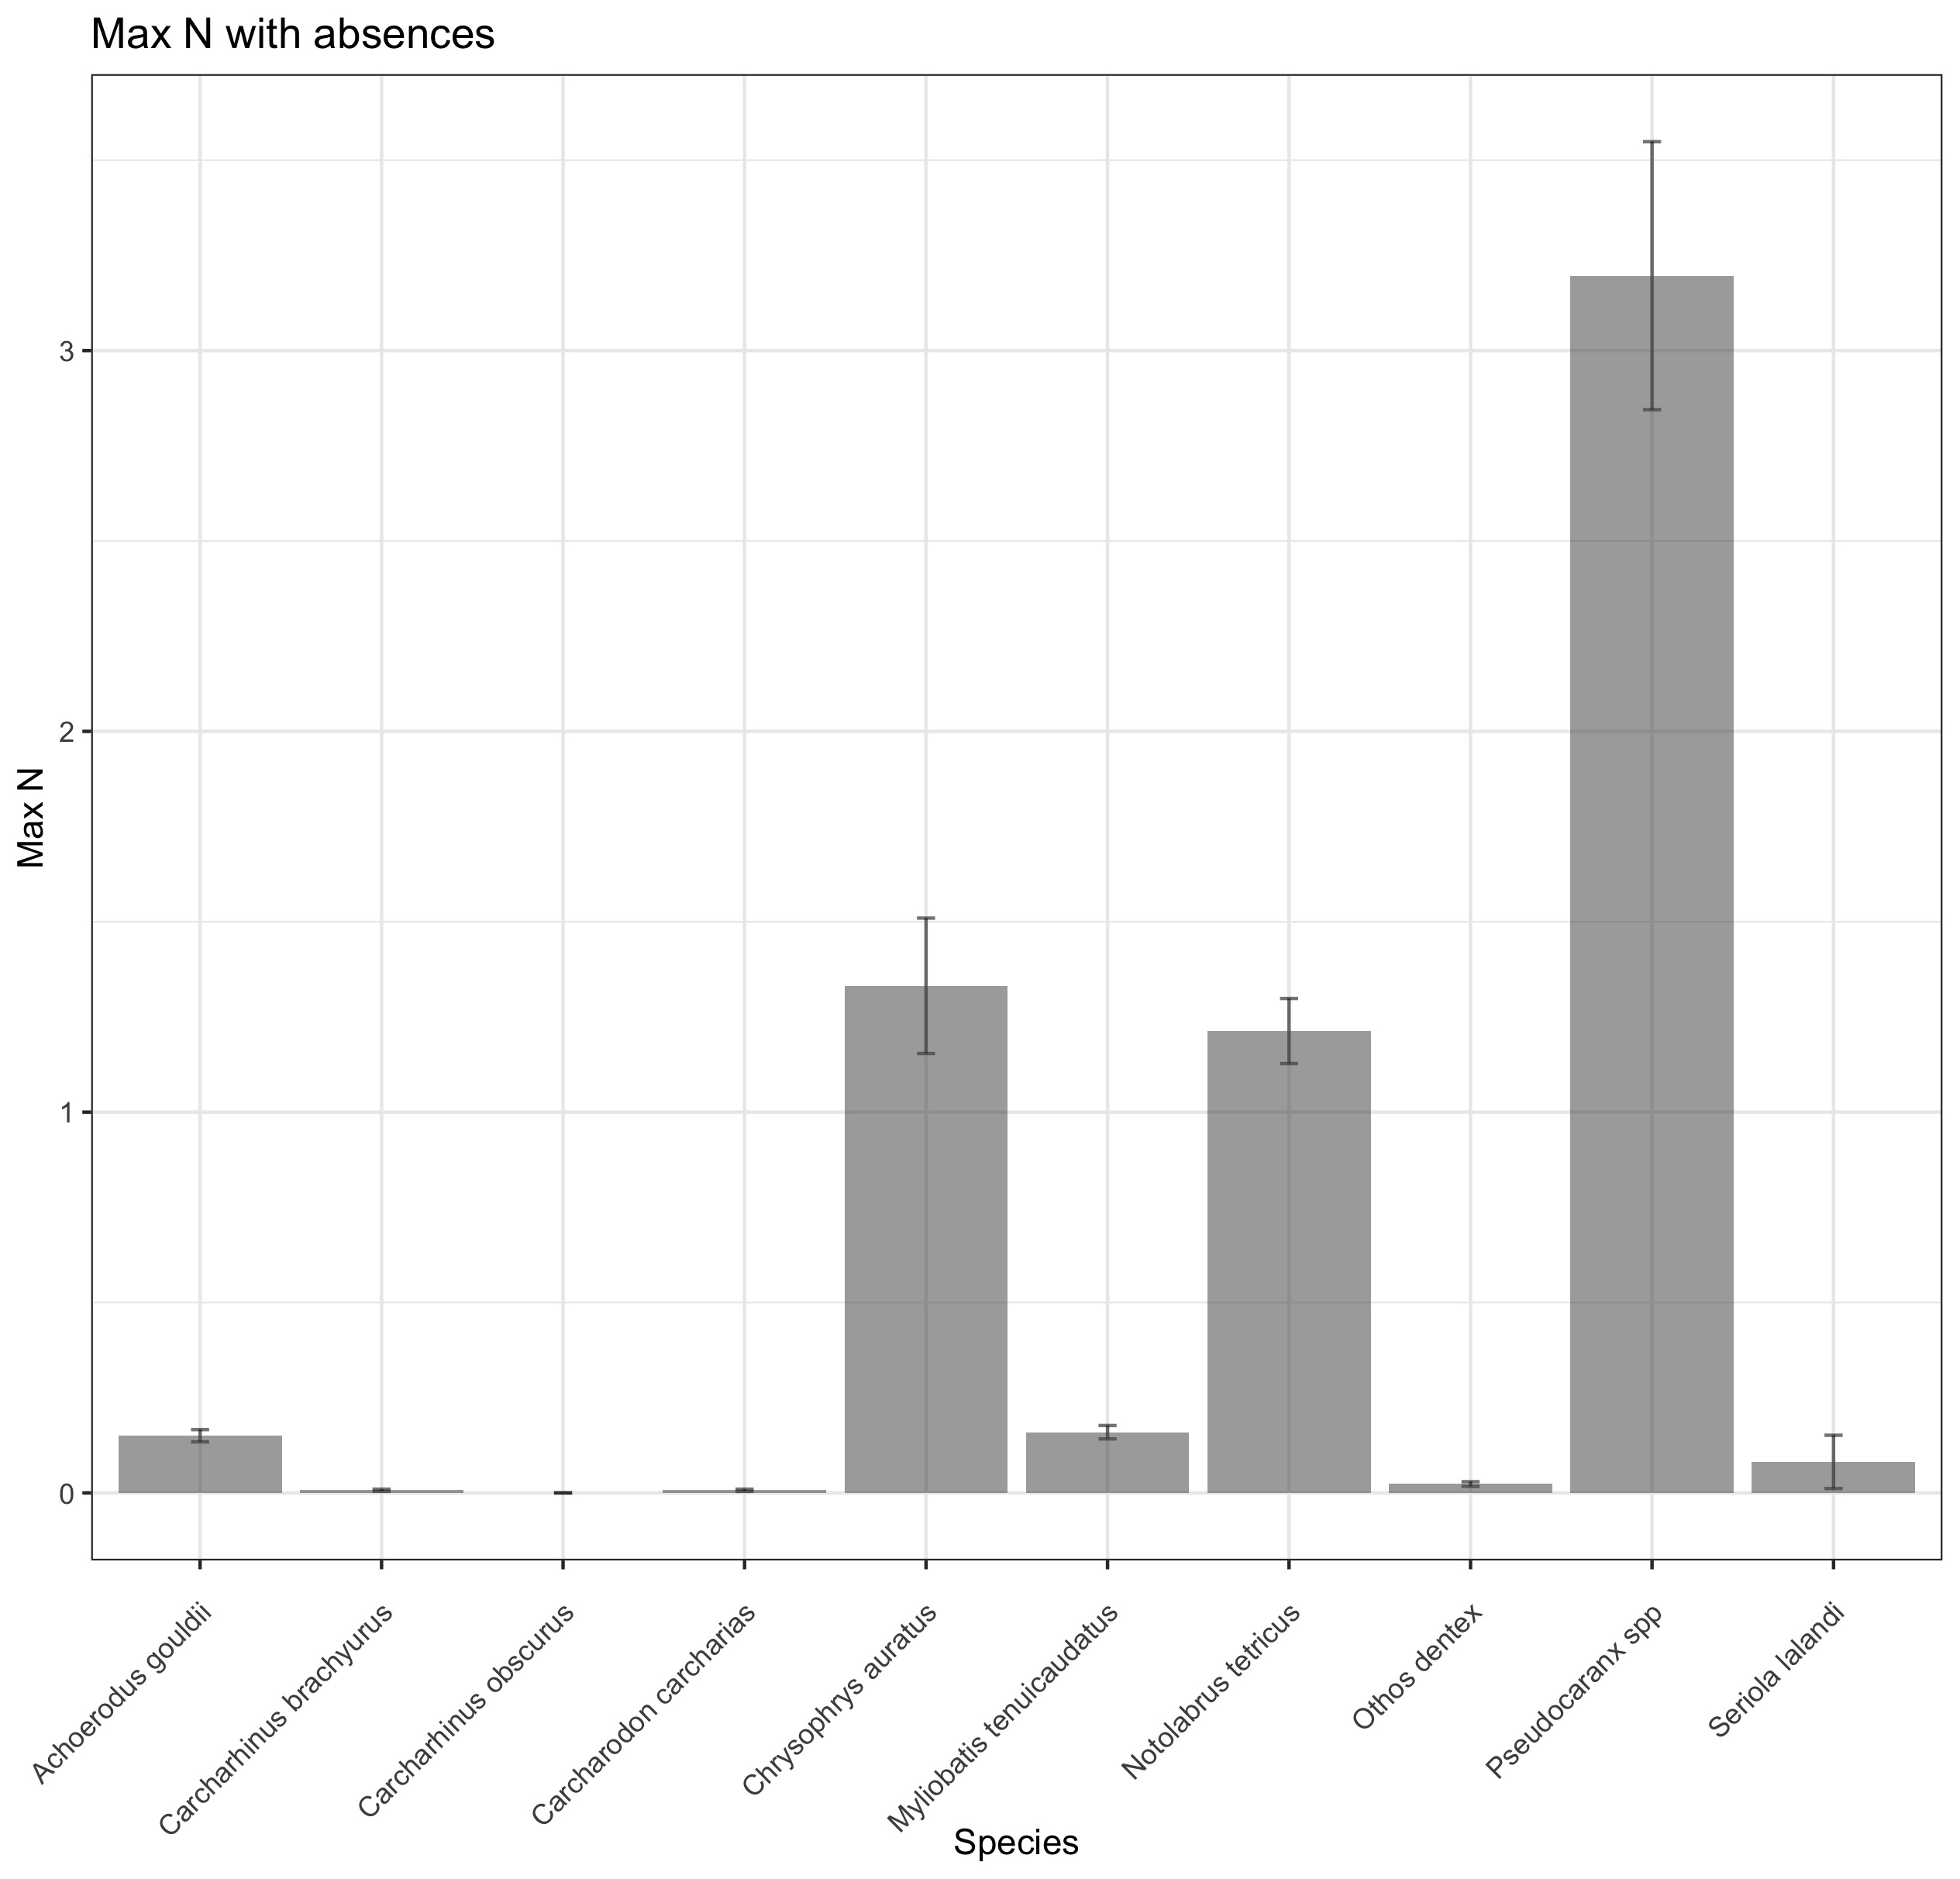 Max N with absences
Max N
3
2
1
0
Achoerodus gouldii
Carcharhinus brachyurus
Carcharhinus obscurus
Carcharodon carcharias
Chrysophrys auratus
Myliobatis tenuicaudatus
Notolabrus tetricus
Othos dentex
Pseudocaranx spp
Seriola lalandi
Species